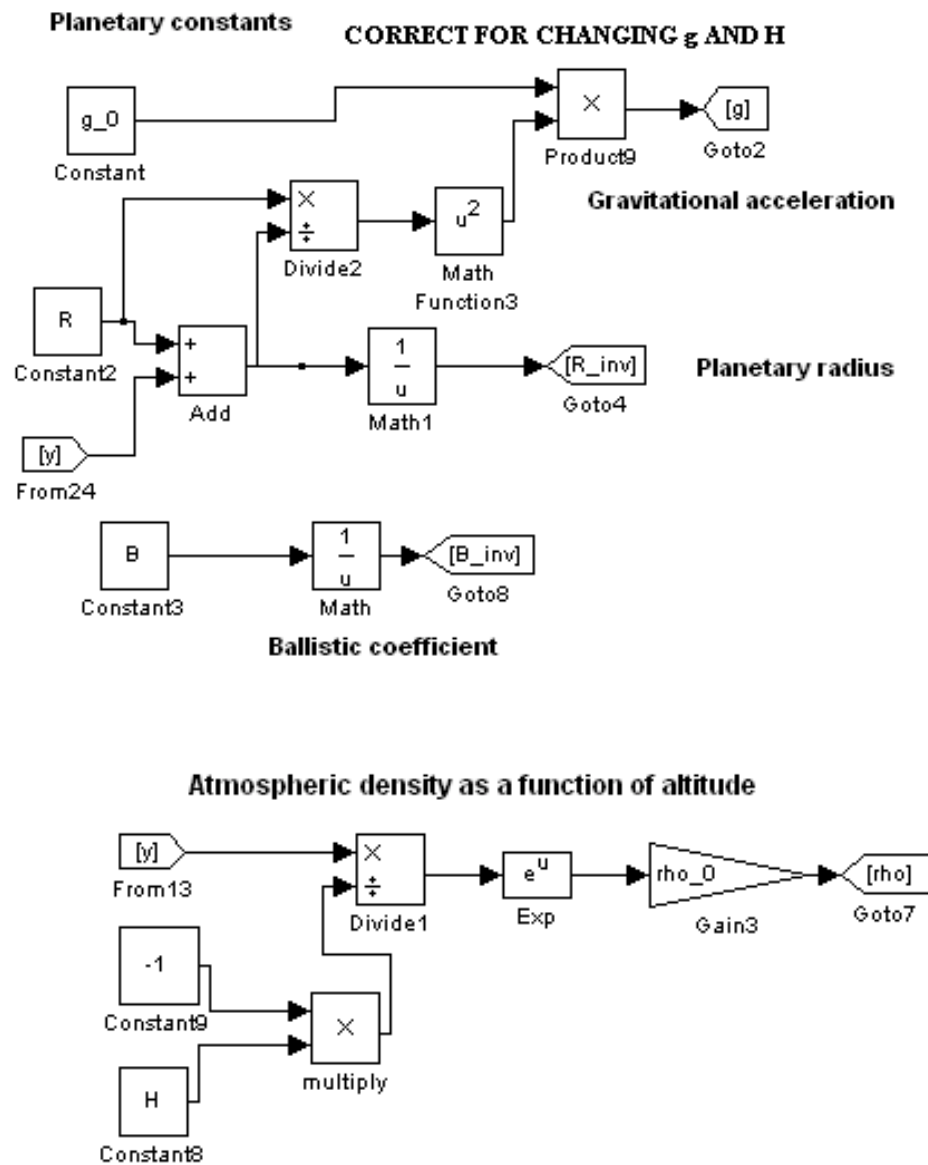 Planetary constants
CORRECT FOR CHANGING g AND H
g_0
Constant
×
Product9
[g]
Goto2
Gravitational acceleration
×
÷
Divide2
u²
Math
Function3
R
Constant2
+
+
Add
1
u
Math1
[R_inv]
Goto4
Planetary radius
[y]
From24
B
Constant3
1
u
Math
[B_inv]
Goto8
Ballistic coefficient
Atmospheric density as a function of altitude
[y]
From13
×
÷
Divide1
eᵘ
Exp
rho_0
Gain3
[rho]
Goto7
-1
Constant9
×
multiply
H
Constant8